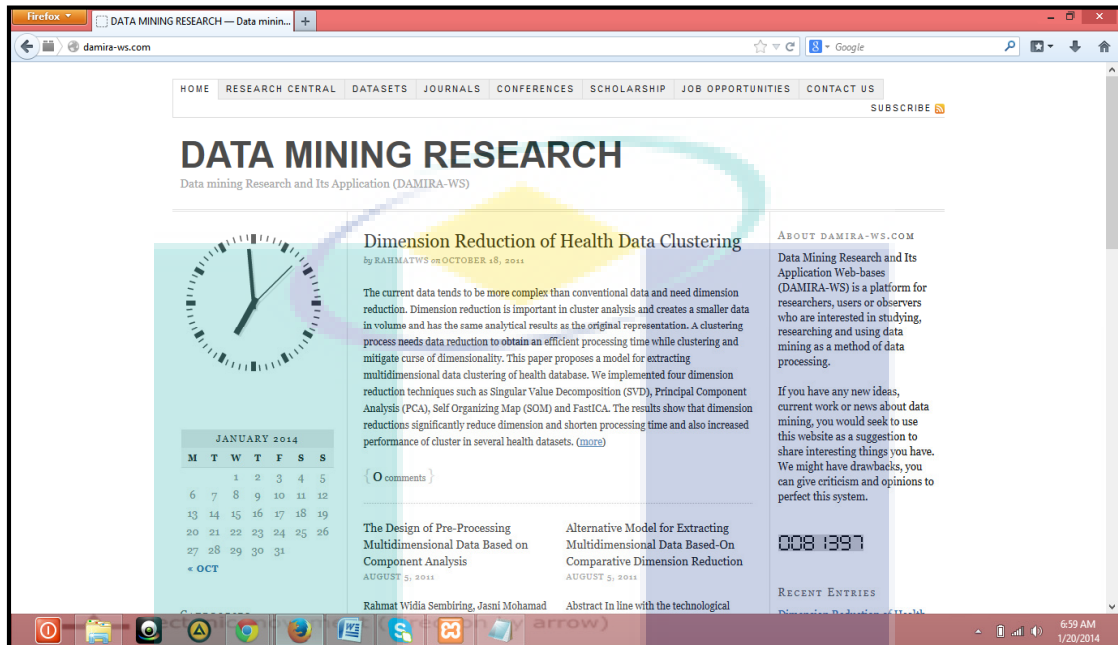 Firefox
DATA MINING RESEARCH — Data minin...
damira-ws.com
Google
HOME RESEARCH CENTRAL DATASETS JOURNALS CONFERENCES SCHOLARSHIP JOB OPPORTUNITIES CONTACT US
SUBSCRIBE
DATA MINING RESEARCH
Data mining Research and Its Application (DAMIRA-WS)
JANUARY 2014
M T W T F S S
1 2 3 4 5
6 7 8 9 10 11 12
13 14 15 16 17 18 19
20 21 22 23 24 25 26
27 28 29 30 31
« OCT
Dimension Reduction of Health Data Clustering
by RAHMATWS on OCTOBER 18, 2011
The current data tends to be more complex than conventional data and need dimension
reduction. Dimension reduction is important in cluster analysis and creates a smaller data
in volume and has the same analytical results as the original representation. A clustering
process needs data reduction to obtain an efficient processing time while clustering and
mitigate curse of dimensionality. This paper proposes a model for extracting
multidimensional data clustering of health database. We implemented four dimension
reduction techniques such as Singular Value Decomposition (SVD), Principal Component
Analysis (PCA), Self Organizing Map (SOM) and FastICA. The results show that dimension
reductions significantly reduce dimension and shorten processing time and also increased
performance of cluster in several health datasets. (more)
{ 0 comments }
The Design of Pre-Processing
Multidimensional Data Based on
Component Analysis
AUGUST 5, 2011
Rahmat Widia Sembiring, Jasni Mohamad
Alternative Model for Extracting
Multidimensional Data Based-On
Comparative Dimension Reduction
AUGUST 5, 2011
Abstract In line with the technological
ABOUT DAMIRA-WS.COM
Data Mining Research and Its
Application Web-bases
(DAMIRA-WS) is a platform for
researchers, users or observers
who are interested in studying,
researching and using data
mining as a method of data
processing.
If you have any new ideas,
current work or news about data
mining, you would seek to use
this website as a suggestion to
share interesting things you have.
We might have drawbacks, you
can give criticism and opinions to
perfect this system.
0081397
RECENT ENTRIES
Dimension Reduction of Health
arrow)
6:59 AM
1/20/2014